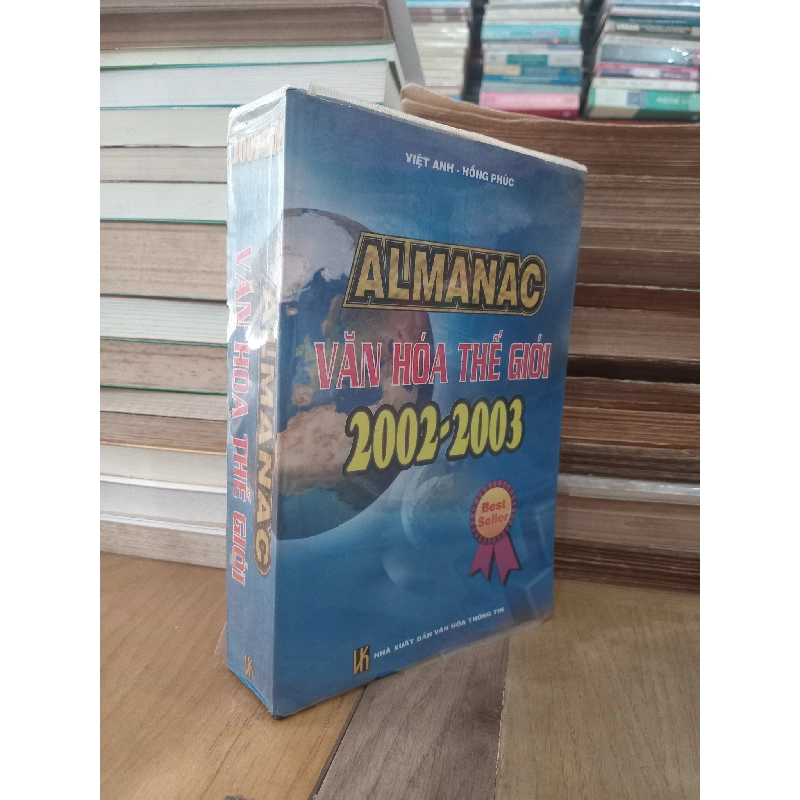 VIỆT ANH - HỒNG PHÚC
ALMANAC
VĂN HÓA THẾ GIỚI
2002-2003
Best
Seller
NHÀ XUẤT BẢN VĂN HÓA THÔNG TIN
ALMANAC
VĂN HÓA THẾ GIỚI